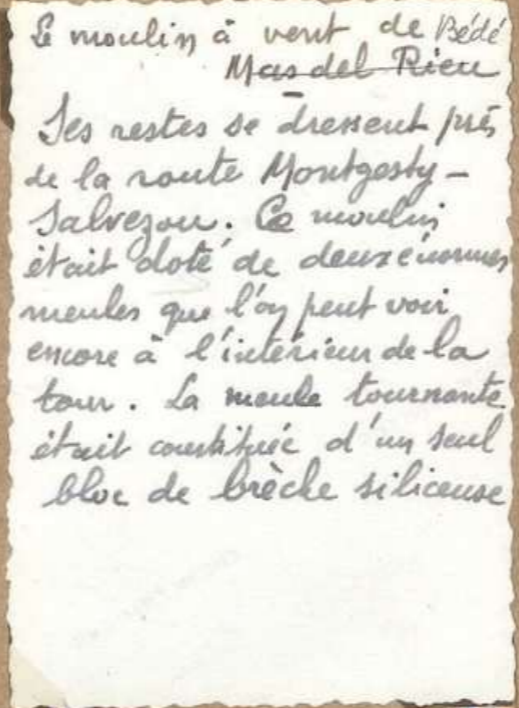 Le moulin à vent de Bédé
Mas del Rieu
Ses restes se dressent près
de la route Montgesty -
Salvezou. Ce moulin
était doté de deux énormes
meules que l'on peut voir
encore à l'intérieur de la
tour. La meule tournante
était constituée d'un seul
bloc de brèche siliceuse